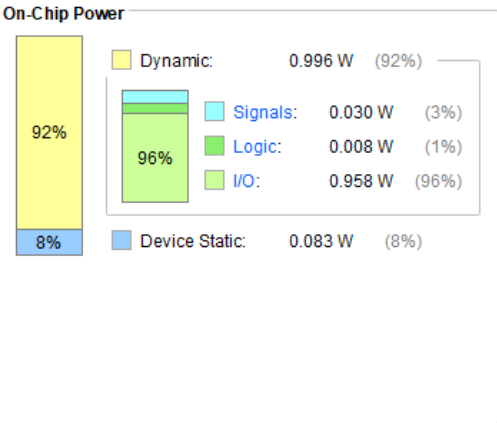 On-Chip Power
92%
8%
Dynamic: 0.996 W (92%)
96%
Signals: 0.030 W (3%)
Logic: 0.008 W (1%)
I/O: 0.958 W (96%)
Device Static: 0.083 W (8%)